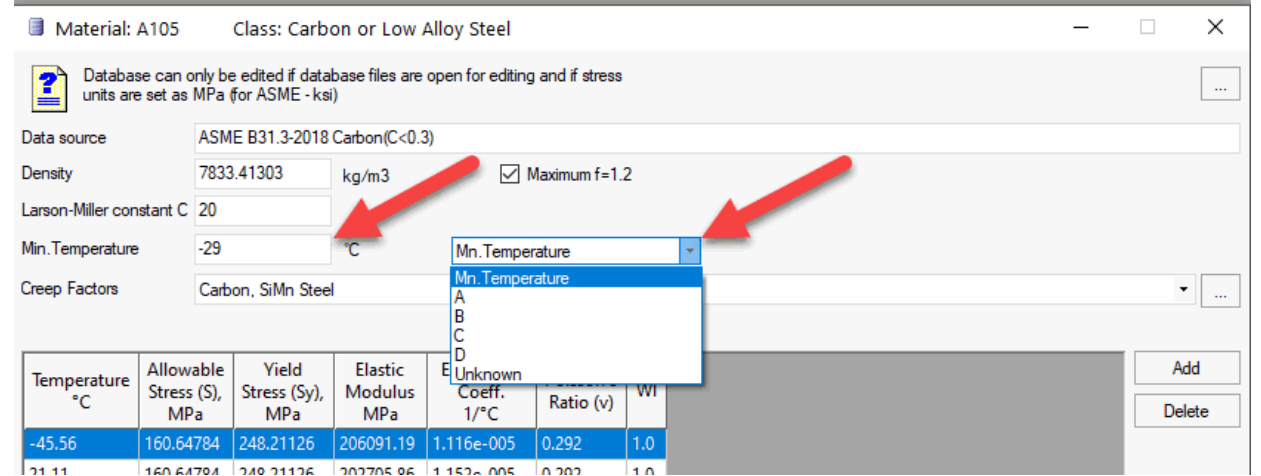 Material: A105 Class: Carbon or Low Alloy Steel
Database can only be edited if database files are open for editing and if stress
units are set as MPa (for ASME - ksi)
...
Data source ASME B31.3-2018 Carbon(C<0.3)
Density 7833.41303 kg/m3 Maximum f=1.2
Larson-Miller constant C 20
Min.Temperature -29 °C Mn.Temperature
Mn.Temperature
A
B
C
D
Unknown
Creep Factors Carbon, SiMn Steel ...
Temperature
°C
Allowable
Stress (S),
MPa
Yield
Stress (Sy),
MPa
Elastic
Modulus
MPa
Coeff.
1/°C
Ratio (v)
Wl
Add
Delete
-45.56 160.64784 248.21126 206091.19 1.116e-005 0.292 1.0
21.11 160.64784 248.21126 202705.86 1.152e-005 0.292 1.0